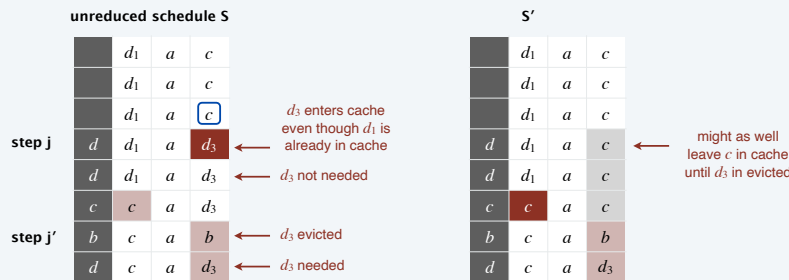 unreduced schedule S
S′
d₁ a c
d₁ a c
d₁ a c
d₁ a c
d₁ a c
d₁ a c
step j
d d₁ a d₃
d₃ enters cache
even though d₁ is
already in cache
d d₁ a c
might as well
leave c in cache
until d₃ in evicted
d d₁ a d₃
d₃ not needed
d d₁ a c
c c a d₃
c c a c
step j′
b c a b
d₃ evicted
b c a b
d c a d₃
d₃ needed
d c a d₃